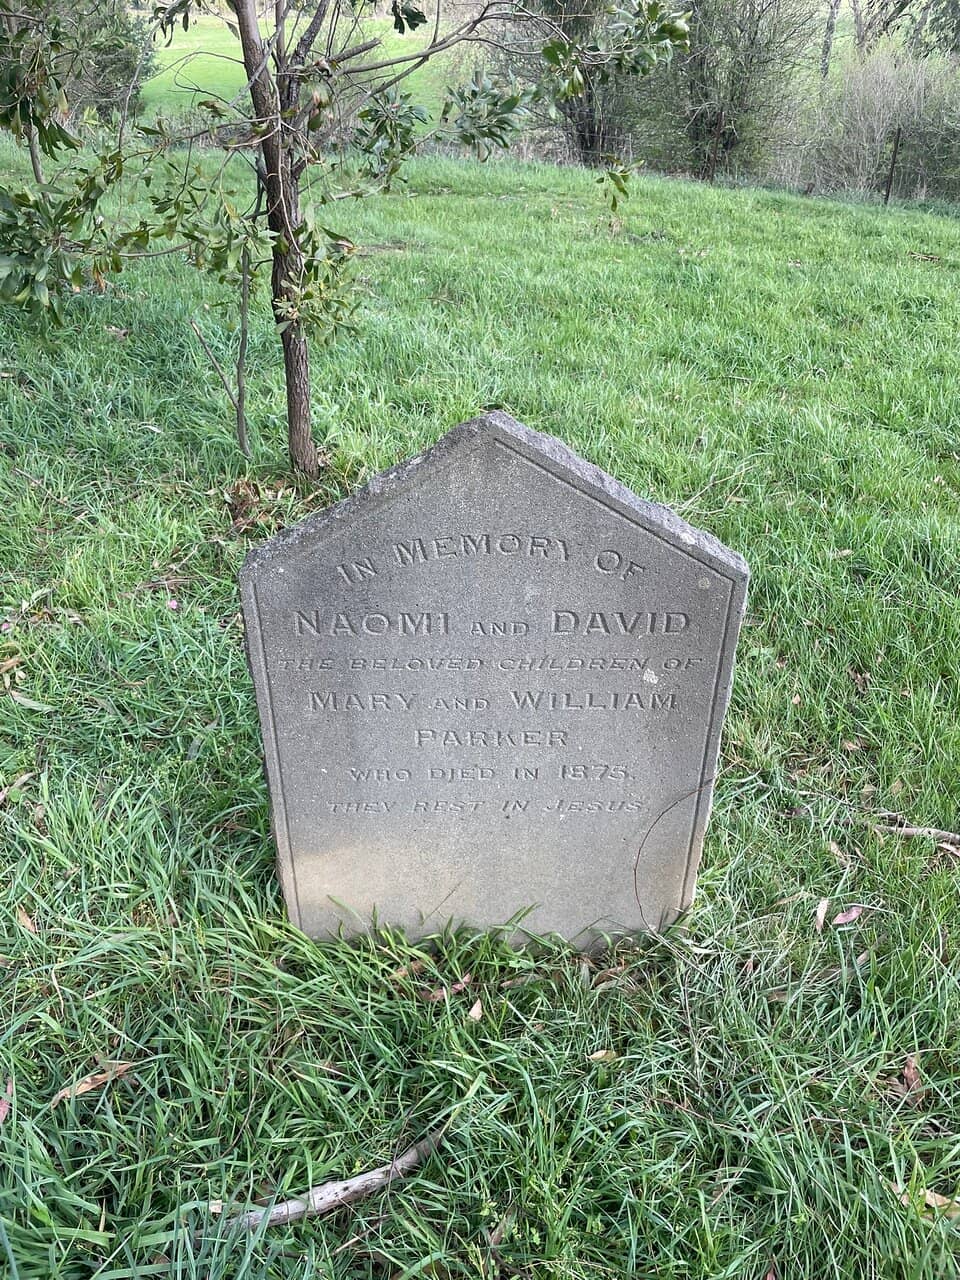 IN MEMORY OF
NAOMI AND DAVID
THE BELOVED CHILDREN OF
MARY AND WILLIAM
PARKER
WHO DIED IN 1875.
THEY REST IN JESUS